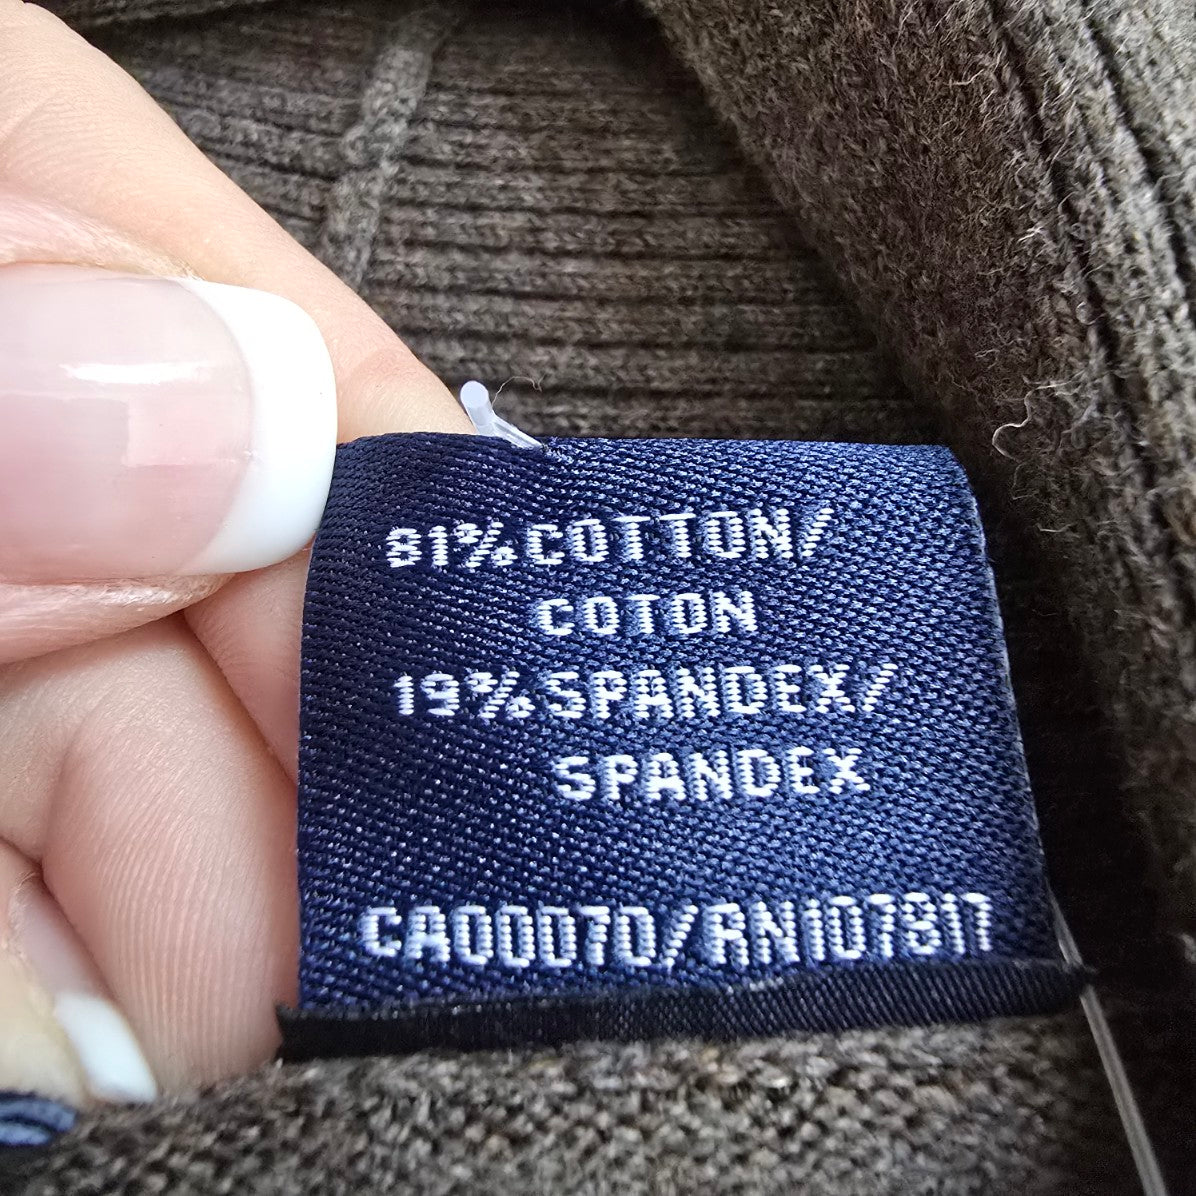 81% COTTON/
COTON
19% SPANDEX/
SPANDEX
CA00070/RN107817